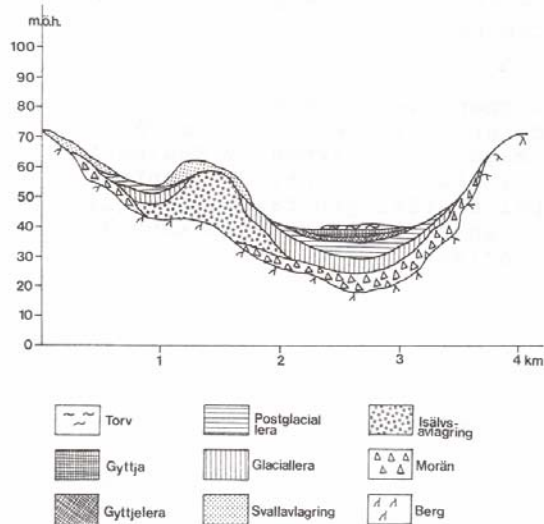 m.ö.h.
100
90
80
70
60
50
40
30
20
10
0
1
2
3
4 km
Torv
Postglacial
lera
Isälvs-
avlagring
Gyttja
Glaciallera
Morän
Gyttjelera
Svallavlagring
Berg